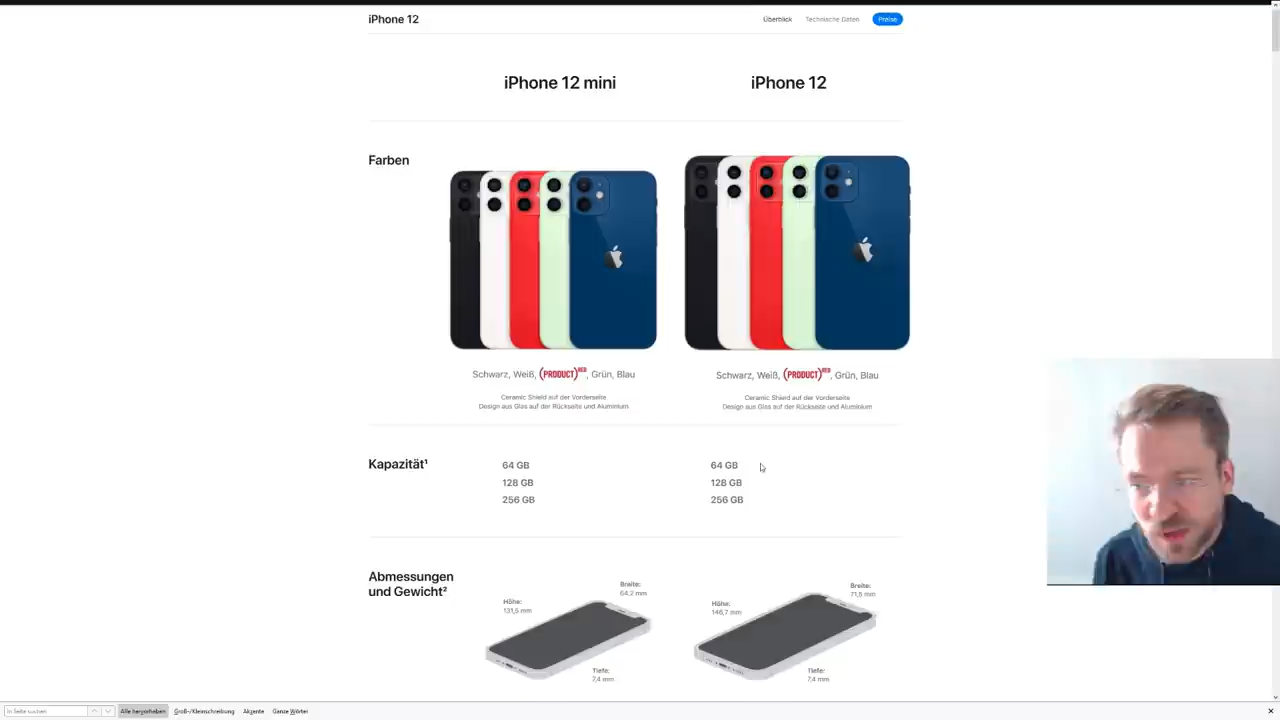 iPhone 12
Überblick
Technische Daten
Preise
iPhone 12 mini
iPhone 12
Farben
Schwarz, Weiß, (PRODUCT)RED, Grün, Blau
Schwarz, Weiß, (PRODUCT)RED, Grün, Blau
Ceramic Shield auf der Vorderseite
Design aus Glas auf der Rückseite und Aluminium
Ceramic Shield auf der Vorderseite
Design aus Glas auf der Rückseite und Aluminium
Kapazität¹
64 GB
128 GB
256 GB
64 GB
128 GB
256 GB
Abmessungen
und Gewicht²
Breite:
64,2 mm
Höhe:
131,5 mm
Tiefe:
7,4 mm
Breite:
71,5 mm
Höhe:
146,7 mm
Tiefe:
7,4 mm
In Seite suchen
Alle hervorheben
Groß-/Kleinschreibung
Akzente
Ganze Wörter